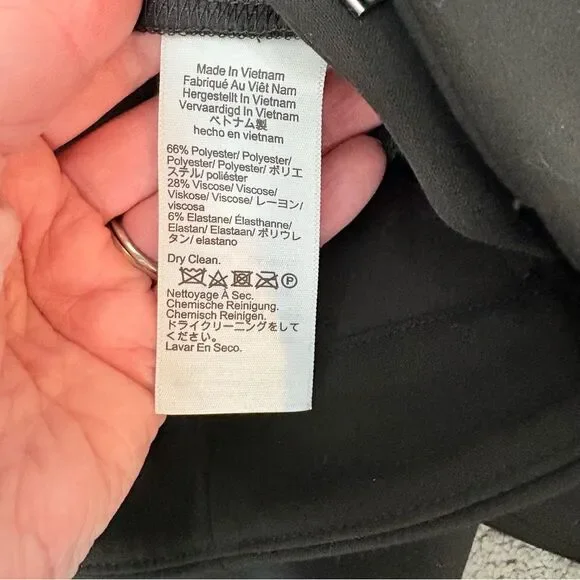 Made In Vietnam
Fabriqué Au Viêt Nam
Hergestellt In Vietnam
Vervaardigd In Vietnam
ベトナム製
hecho en vietnam
66% Polyester/ Polyester/
Polyester/ Polyester/ ポリエ
ステル/ poliéster
28% Viscose/ Viscose/
Viskose/ Viscose/ レーヨン/
viscosa
6% Elastane/ Élasthanne/
Elastan/ Elastaan/ ポリウレ
タン/ elastano
Dry Clean.
P
Nettoyage À Sec.
Chemische Reinigung.
Chemisch Reinigen.
ドライクリーニングをして
ください。
Lavar En Seco.